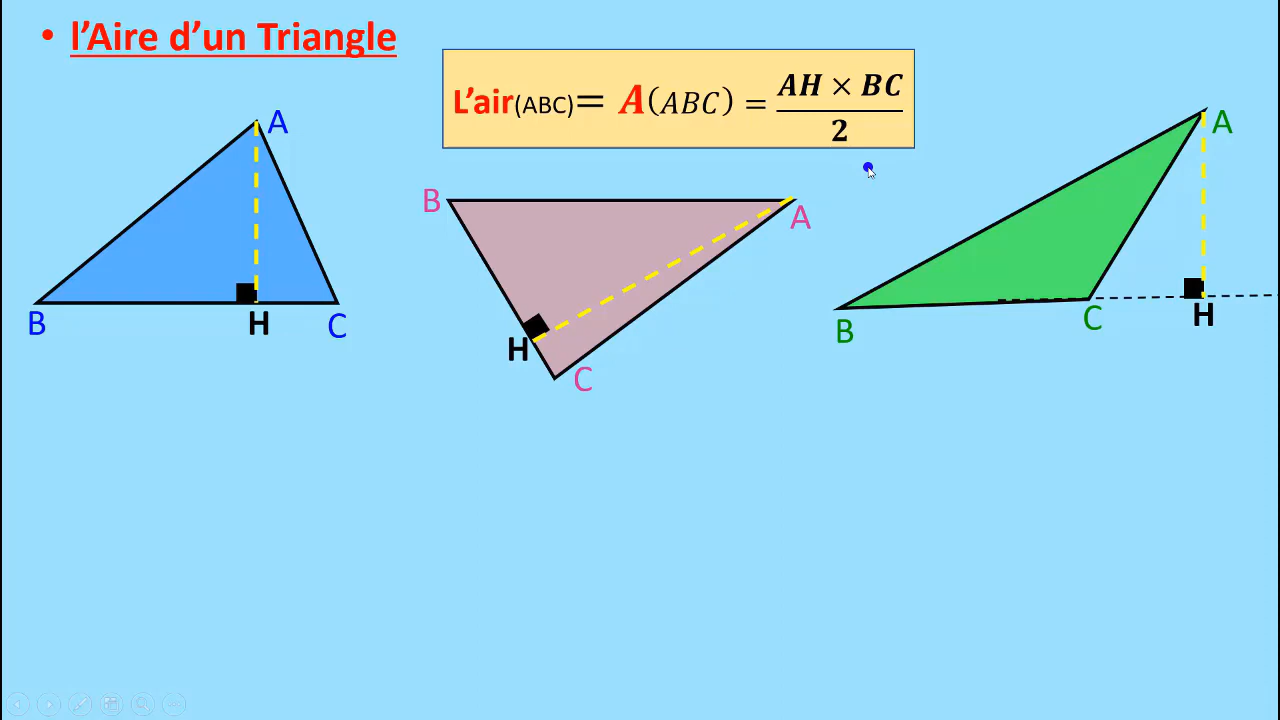 • l’Aire d’un Triangle
L’air(ABC)= A(ABC) = AH × BC / 2
A
B
H
C
B
A
H
C
A
B
C
H